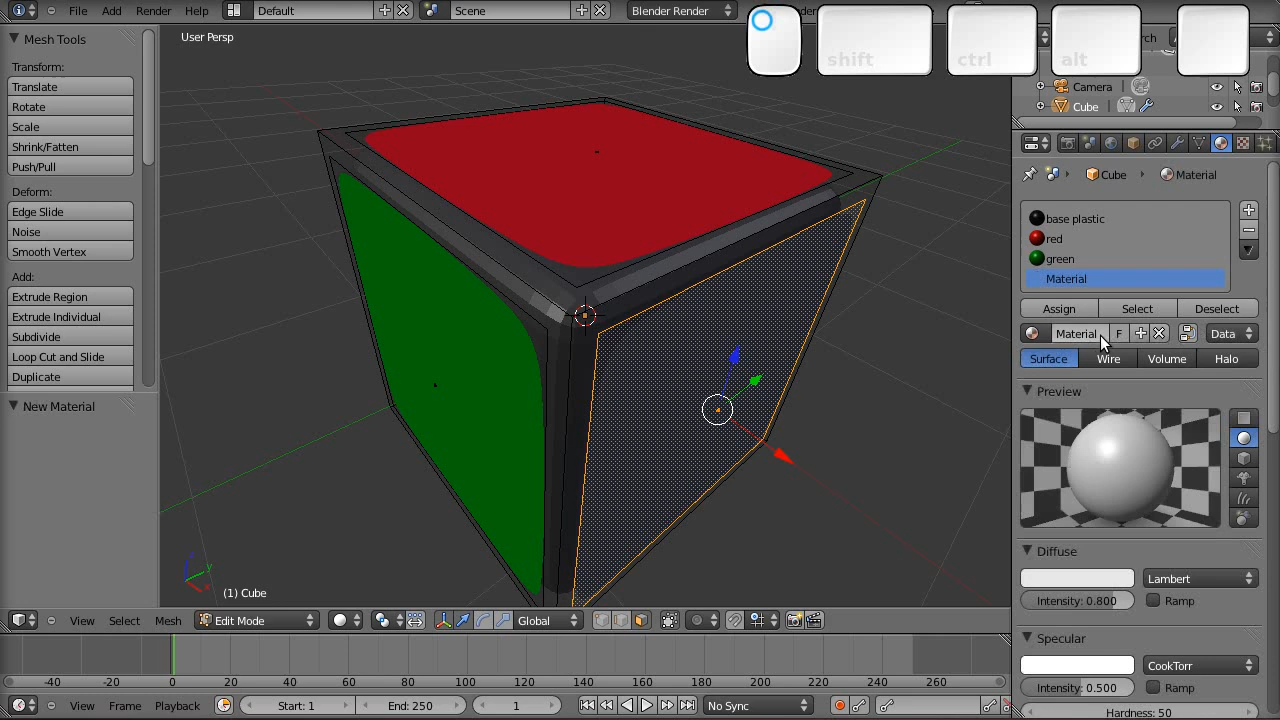 File Add Render Help Default Scene Blender Render
shift ctrl alt
Mesh Tools
User Persp
Transform:
Translate
Rotate
Scale
Shrink/Fatten
Push/Pull
Deform:
Edge Slide
Noise
Smooth Vertex
Add:
Extrude Region
Extrude Individual
Subdivide
Loop Cut and Slide
Duplicate
New Material
Camera
Cube
Cube Material
base plastic
red
green
Material
Assign Select Deselect
Material F Data
Surface Wire Volume Halo
Preview
Diffuse
Lambert
Intensity: 0.800 Ramp
Specular
CookTorr
Intensity: 0.500 Ramp
Hardness: 50
(1) Cube
View Select Mesh Edit Mode Global
-40 -20 0 20 40 60 80 100 120 140 160 180 200 220 240 260
View Frame Playback Start: 1 End: 250 1 No Sync